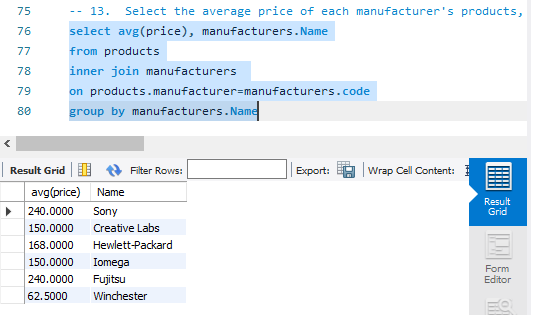 75 -- 13. Select the average price of each manufacturer's products,
76 select avg(price), manufacturers.Name
77 from products
78 inner join manufacturers
79 on products.manufacturer=manufacturers.code
80 group by manufacturers.Name
Result Grid Filter Rows: Export: Wrap Cell Content:
avg(price) Name
240.0000 Sony
150.0000 Creative Labs
168.0000 Hewlett-Packard
150.0000 Iomega
240.0000 Fujitsu
62.5000 Winchester
Result
Grid
Form
Editor